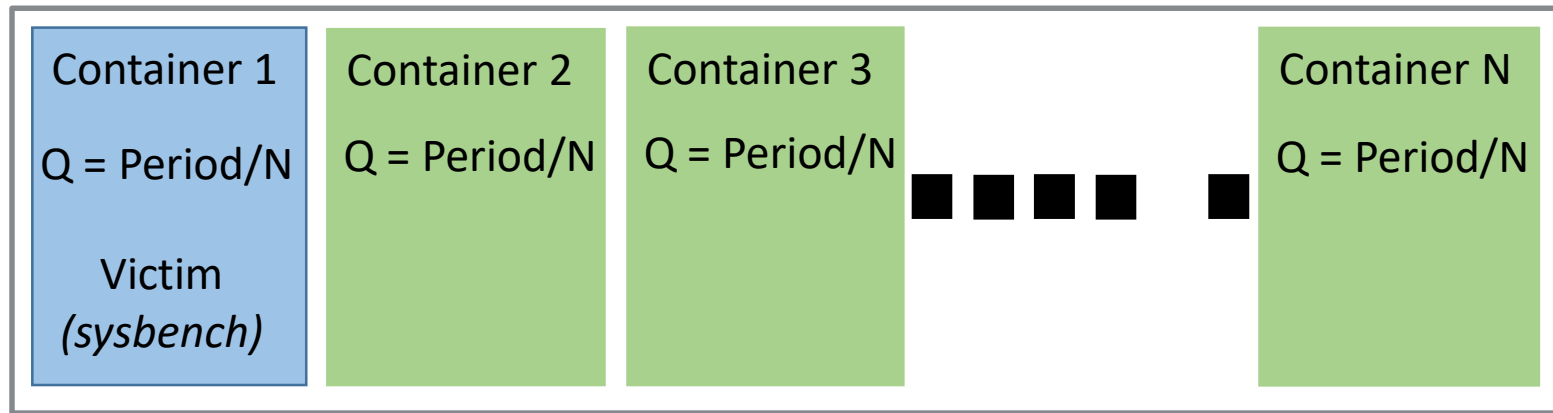 Container 1
Q = Period/N
Victim
(sysbench)
Container 2
Q = Period/N
Container 3
Q = Period/N
Container N
Q = Period/N